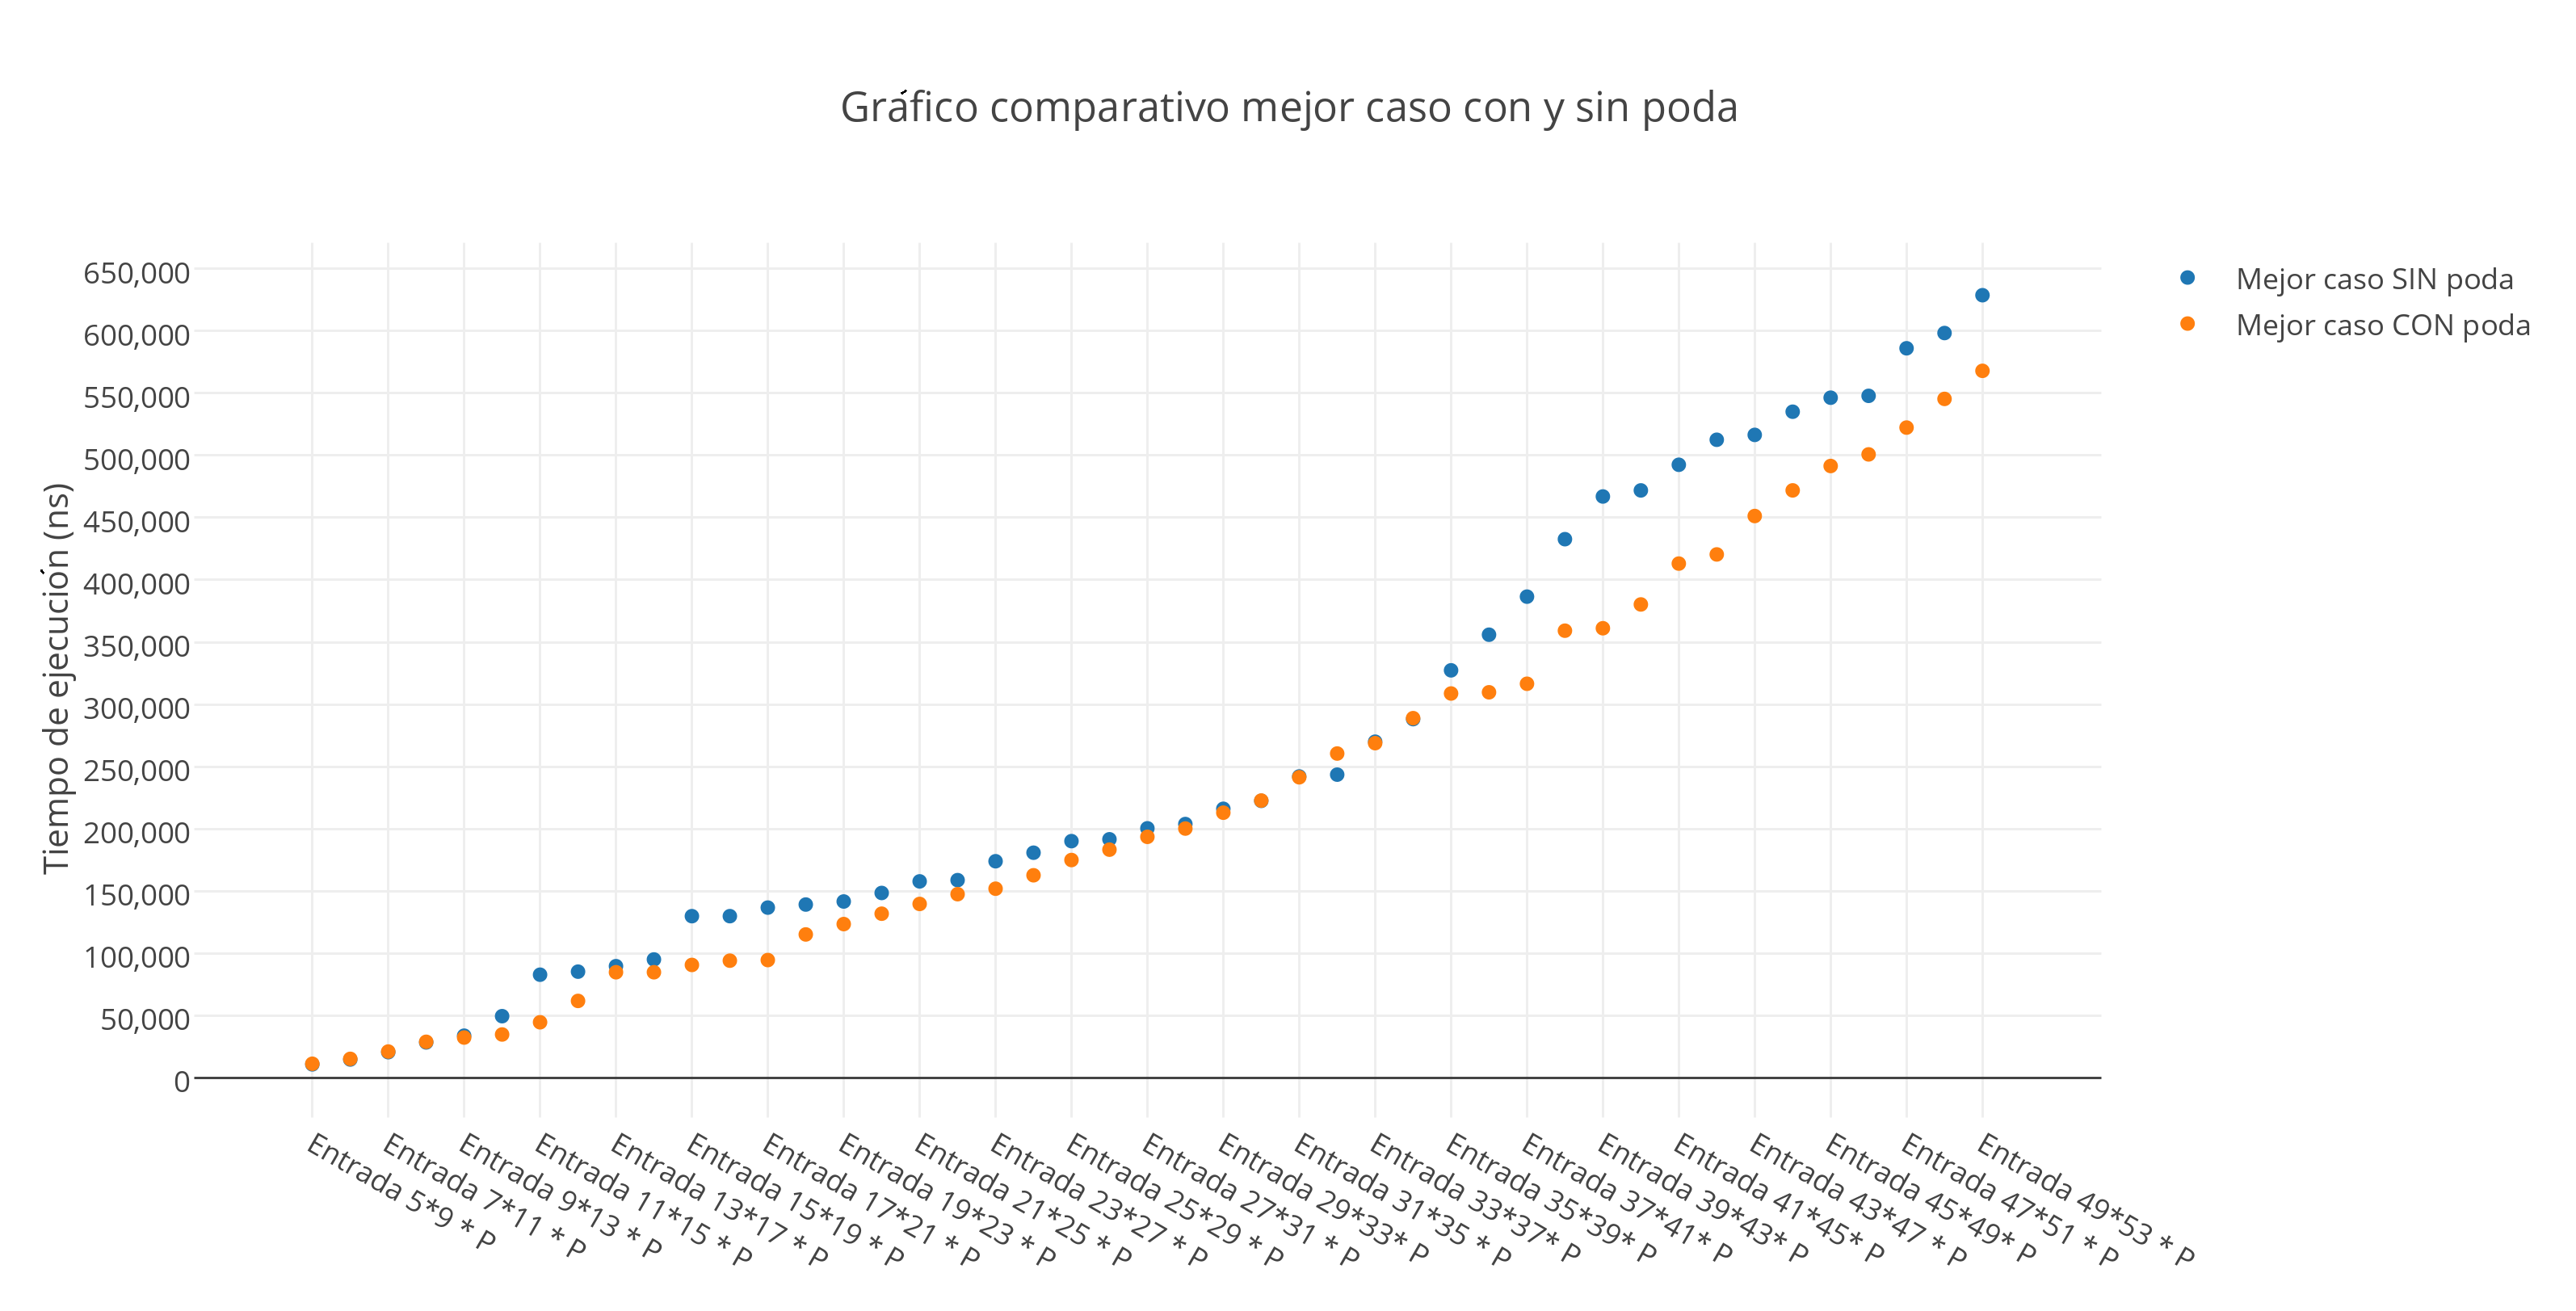 Gráfico comparativo mejor caso con y sin poda
Mejor caso SIN poda
Mejor caso CON poda
Tiempo de ejecución (ns)
650,000
600,000
550,000
500,000
450,000
400,000
350,000
300,000
250,000
200,000
150,000
100,000
50,000
0
Entrada 5*9 * P
Entrada 7*11 * P
Entrada 9*13 * P
Entrada 11*15 * P
Entrada 13*17 * P
Entrada 15*19 * P
Entrada 17*21 * P
Entrada 19*23 * P
Entrada 21*25 * P
Entrada 23*27 * P
Entrada 25*29 * P
Entrada 27*31 * P
Entrada 29*33* P
Entrada 31*35 * P
Entrada 33*37* P
Entrada 35*39* P
Entrada 37*41* P
Entrada 39*43* P
Entrada 41*45* P
Entrada 43*47 * P
Entrada 45*49* P
Entrada 47*51 * P
Entrada 49*53 * P